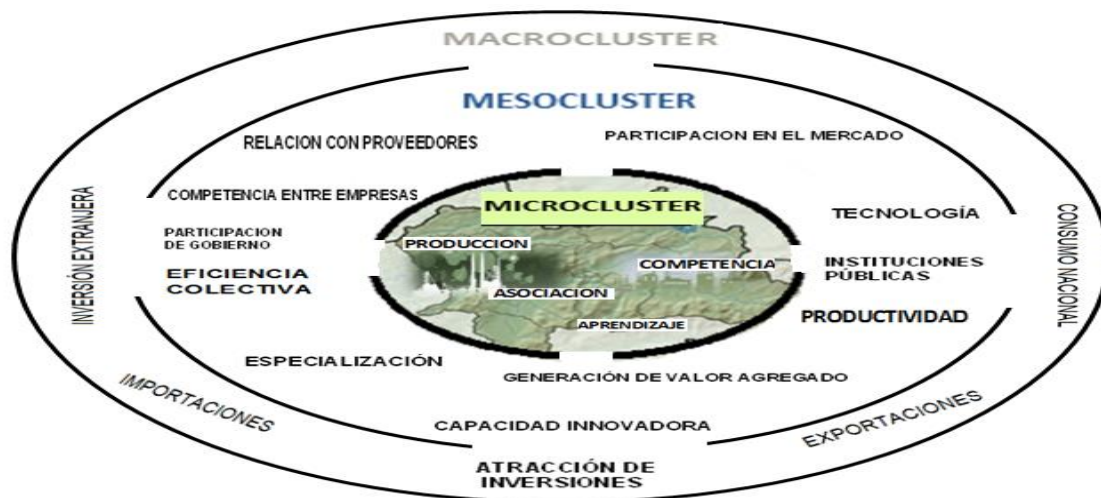 MACROCLUSTER
MESOCLUSTER
RELACION CON PROVEEDORES
PARTICIPACION EN EL MERCADO
COMPETENCIA ENTRE EMPRESAS
MICROCLUSTER
TECNOLOGÍA
PARTICIPACION
DE GOBIERNO
PRODUCCION
COMPETENCIA
INSTITUCIONES
PÚBLICAS
INVERSIÓN EXTRANJERA
CONSUMO NACIONAL
EFICIENCIA
COLECTIVA
ASOCIACION
PRODUCTIVIDAD
APRENDIZAJE
ESPECIALIZACIÓN
GENERACIÓN DE VALOR AGREGADO
IMPORTACIONES
EXPORTACIONES
CAPACIDAD INNOVADORA
ATRACCIÓN DE
INVERSIONES